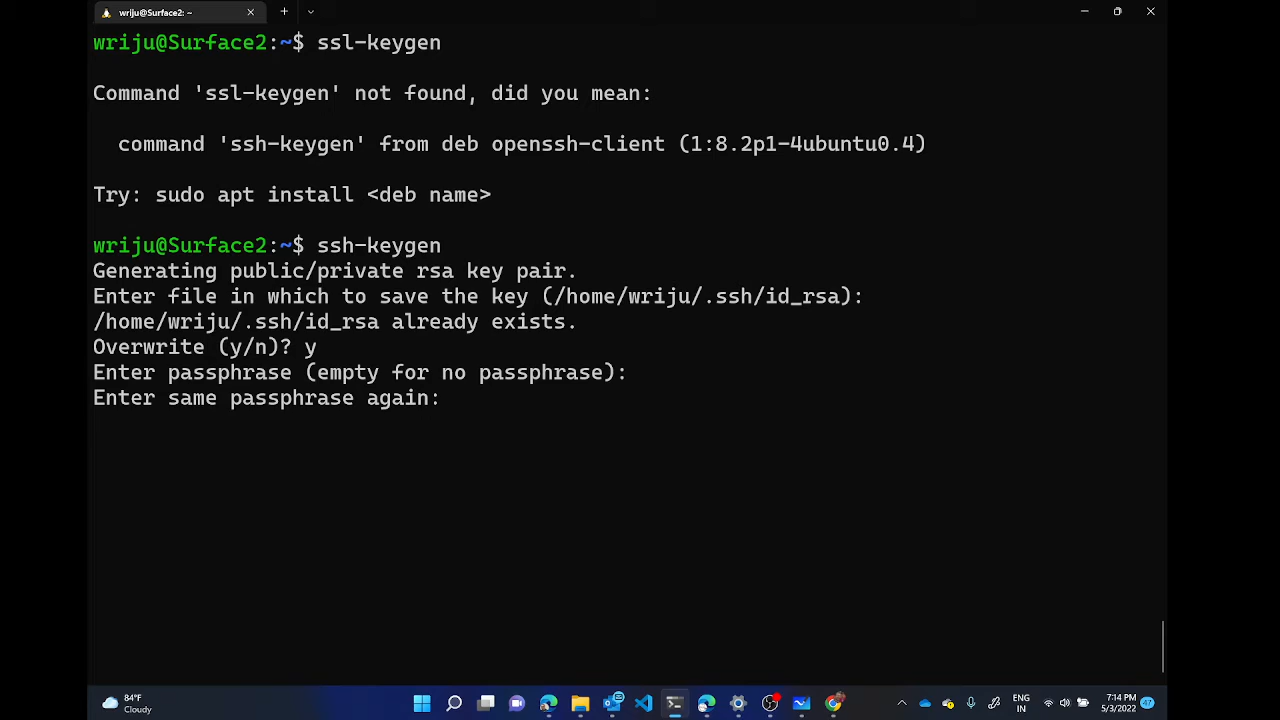 wriju@Surface2: ~
wriju@Surface2:~$ ssl-keygen
Command 'ssl-keygen' not found, did you mean:
command 'ssh-keygen' from deb openssh-client (1:8.2p1-4ubuntu0.4)
Try: sudo apt install <deb name>
wriju@Surface2:~$ ssh-keygen
Generating public/private rsa key pair.
Enter file in which to save the key (/home/wriju/.ssh/id_rsa):
/home/wriju/.ssh/id_rsa already exists.
Overwrite (y/n)? y
Enter passphrase (empty for no passphrase):
Enter same passphrase again:
84°F
Cloudy
ENG
IN
7:14 PM
5/3/2022
47